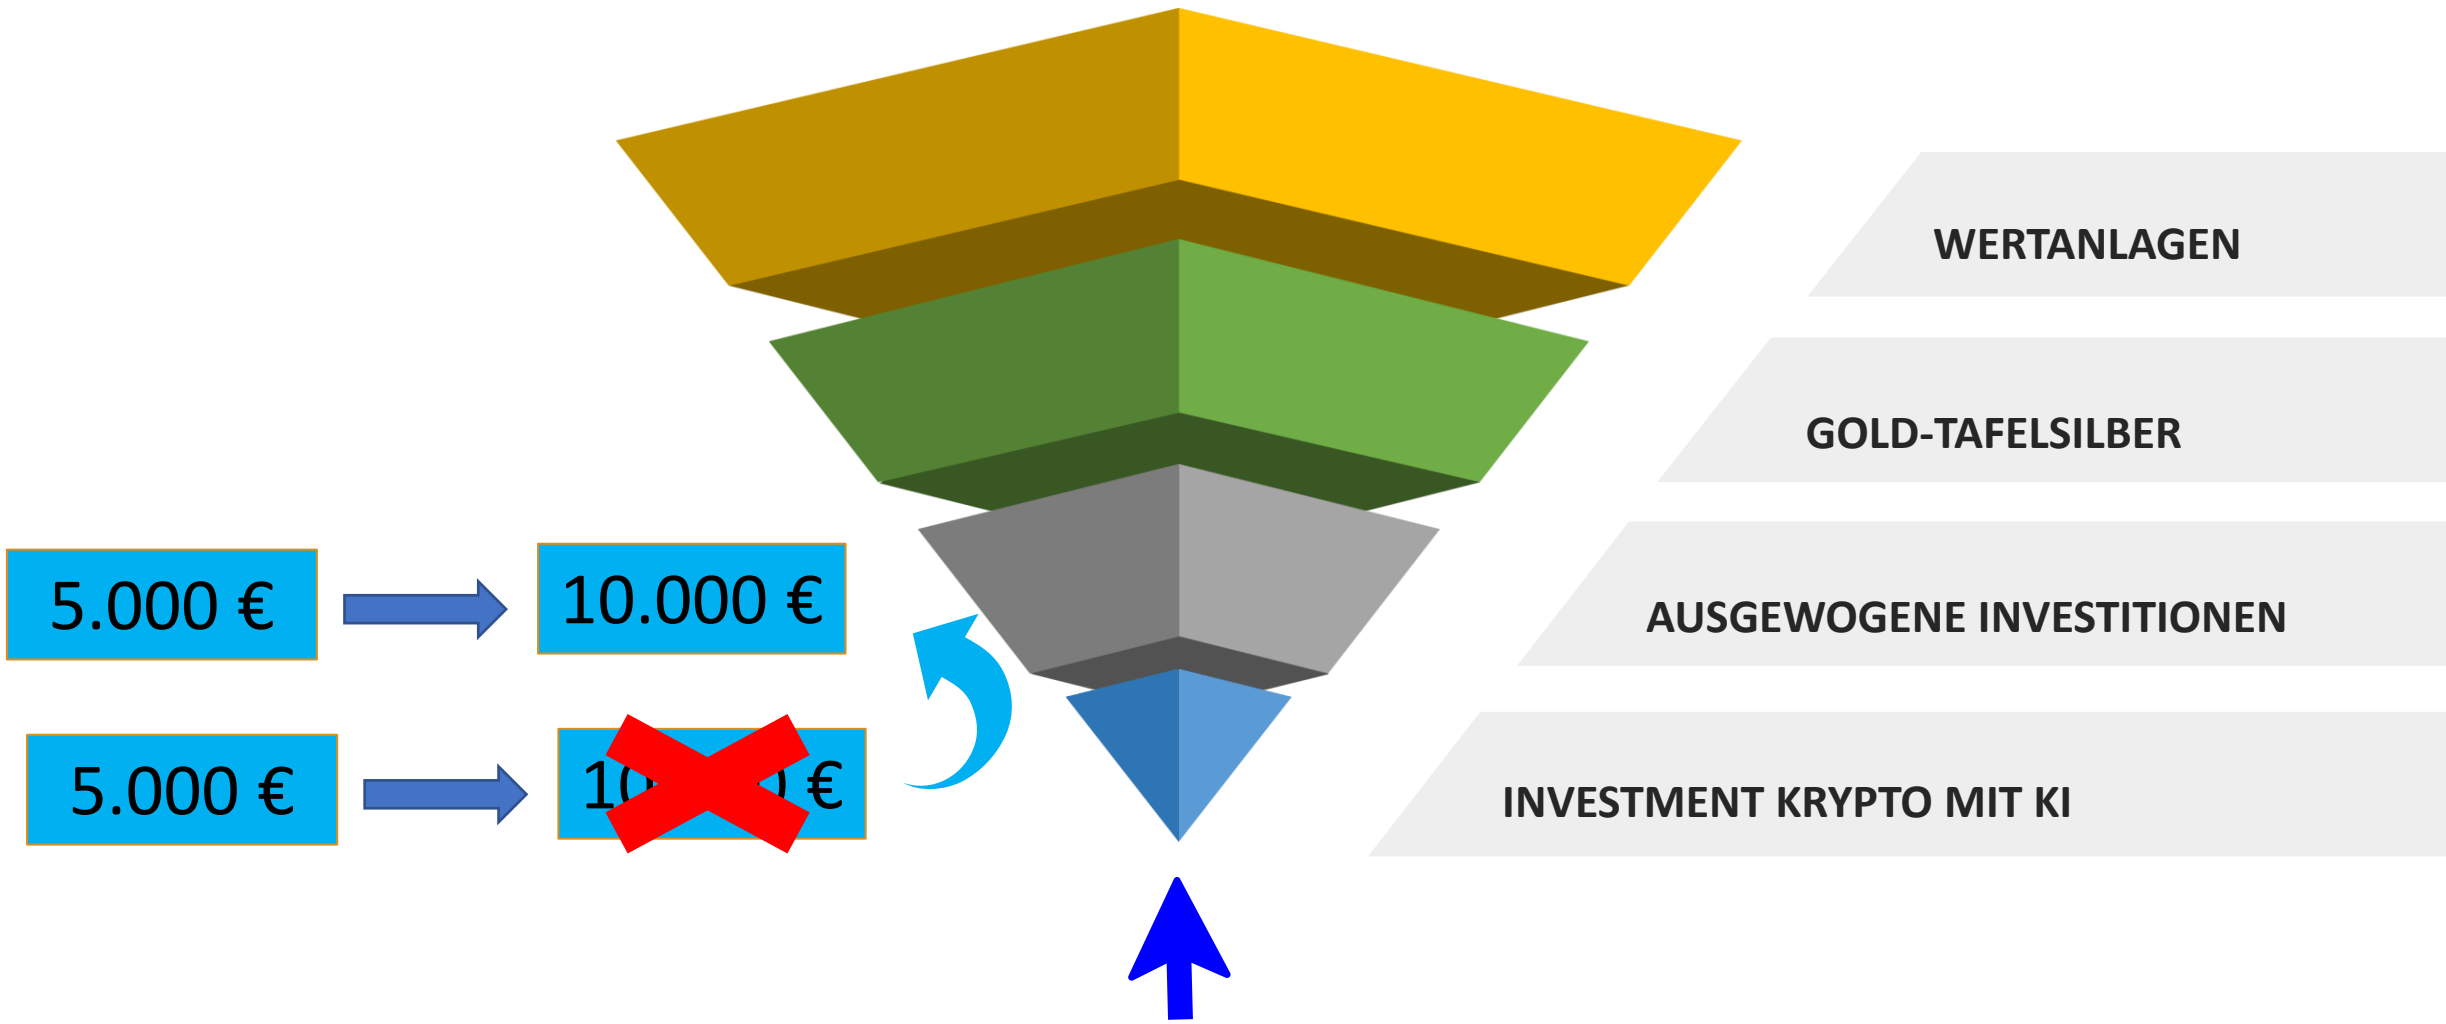 WERTANLAGEN
GOLD-TAFELSILBER
5.000 €
10.000 €
AUSGEWOGENE INVESTITIONEN
5.000 €
€
INVESTMENT KRYPTO MIT KI